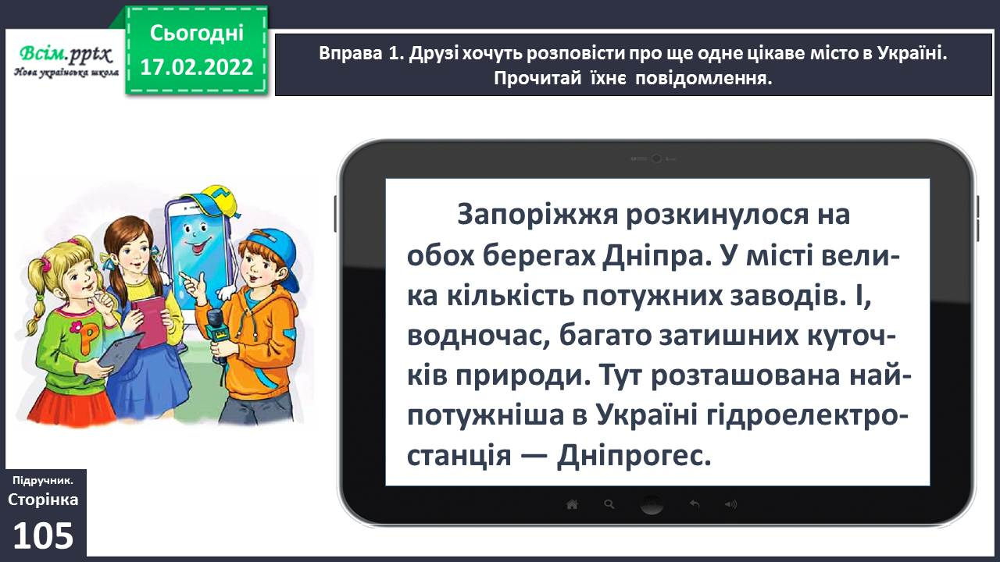 Всім.pptx
Нова українська школа
Сьогодні
17.02.2022
Вправа 1. Друзі хочуть розповісти про ще одне цікаве місто в Україні.
Прочитай їхнє повідомлення.
Запоріжжя розкинулося на
обох берегах Дніпра. У місті вели-
ка кількість потужних заводів. І,
водночас, багато затишних куточ-
ків природи. Тут розташована най-
потужніша в Україні гідроелектро-
станція — Дніпрогес.
Р
Підручник.
Сторінка
105